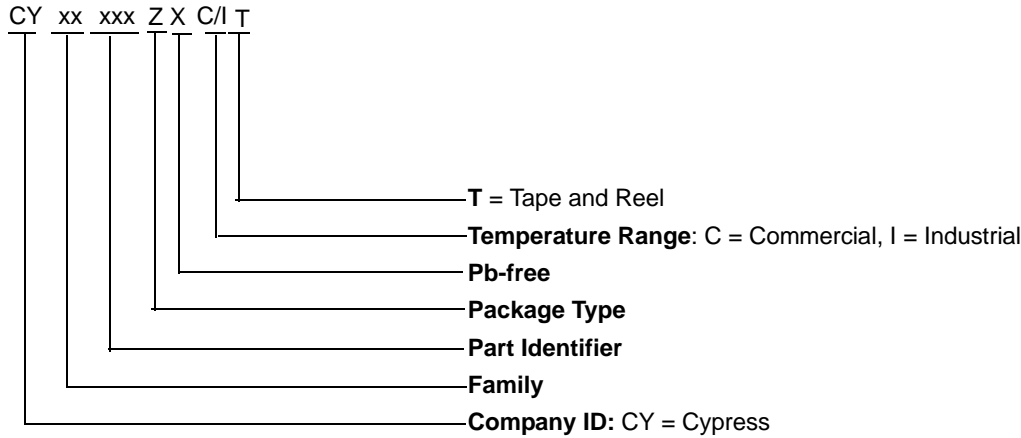 CY xx xxx Z X C/I T
T = Tape and Reel
Temperature Range: C = Commercial, I = Industrial
Pb-free
Package Type
Part Identifier
Family
Company ID: CY = Cypress